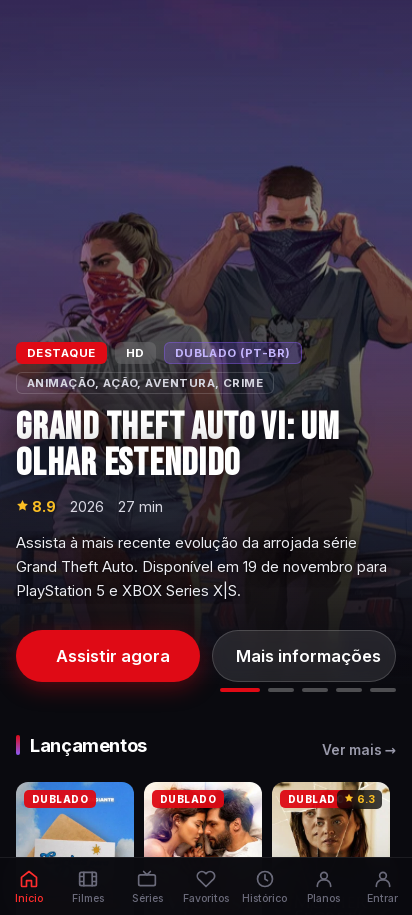 DESTAQUE HD DUBLADO (PT-BR)
ANIMAÇÃO, AÇÃO, AVENTURA, CRIME
GRAND THEFT AUTO VI: UM
OLHAR ESTENDIDO
★ 8.9 2026 27 min
Assista à mais recente evolução da arrojada série
Grand Theft Auto. Disponível em 19 de novembro para
PlayStation 5 e XBOX Series X|S.
Assistir agora Mais informações
Lançamentos Ver mais →
DUBLADO DUBLADO DUBLAD ★ 6.3
Início Filmes Séries Favoritos Histórico Planos Entrar